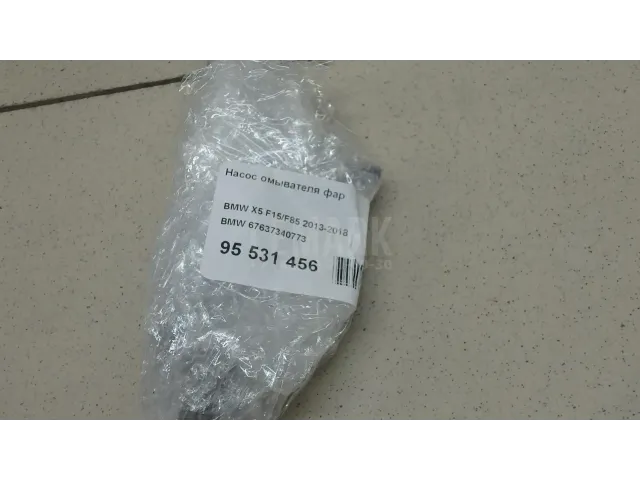 Насос омывателя фар
BMW X5 F15/F85 2013-2018
BMW 67637340773
95 531 456